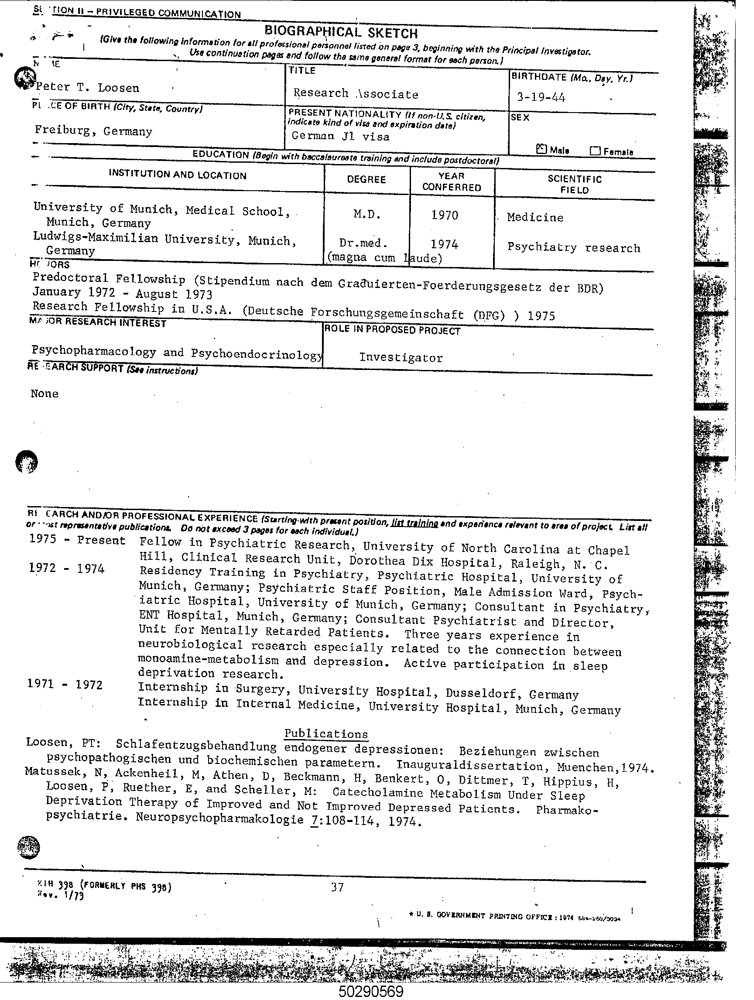 SE TION II – PRIVILEGED COMMUNICATION
BIOGRAPHICAL SKETCH
(Give the following information for all professional personnel listed on page 3, beginning with the Principal Investigator.
Use continuation pages and follow the same general format for each person.)
N ME
TITLE
BIRTHDATE (Mo., Day, Yr.)
Peter T. Loosen
Research Associate
3-19-44
PL CE OF BIRTH (City, State, Country)
PRESENT NATIONALITY (If non-U.S. citizen,
indicate kind of visa and expiration date)
SEX
Freiburg, Germany
German J1 visa
☒ Male ☐ Female
EDUCATION (Begin with baccalaureate training and include postdoctoral)
INSTITUTION AND LOCATION
DEGREE
YEAR
CONFERRED
SCIENTIFIC
FIELD
University of Munich, Medical School,
Munich, Germany
M.D.
1970
Medicine
Ludwigs-Maximilian University, Munich,
Germany
Dr.med.
(magna cum laude)
1974
Psychiatry research
HO NORS
Predoctoral Fellowship (Stipendium nach dem Graduierten-Foerderungsgesetz der BDR)
January 1972 - August 1973
Research Fellowship in U.S.A. (Deutsche Forschungsgemeinschaft (DFG) ) 1975
MAJOR RESEARCH INTEREST
ROLE IN PROPOSED PROJECT
Psychopharmacology and Psychoendocrinology
Investigator
RE EARCH SUPPORT (See instructions)
None
RE EARCH AND/OR PROFESSIONAL EXPERIENCE (Starting with present position, list training and experience relevant to area of project. List all
or most representative publications. Do not exceed 3 pages for each individual.)
1975 - Present Fellow in Psychiatric Research, University of North Carolina at Chapel
Hill, Clinical Research Unit, Dorothea Dix Hospital, Raleigh, N. C.
1972 - 1974 Residency Training in Psychiatry, Psychiatric Hospital, University of
Munich, Germany; Psychiatric Staff Position, Male Admission Ward, Psych-
iatric Hospital, University of Munich, Germany; Consultant in Psychiatry,
ENT Hospital, Munich, Germany; Consultant Psychiatrist and Director,
Unit for Mentally Retarded Patients. Three years experience in
neurobiological research especially related to the connection between
monoamine-metabolism and depression. Active participation in sleep
deprivation research.
1971 - 1972 Internship in Surgery, University Hospital, Dusseldorf, Germany
Internship in Internal Medicine, University Hospital, Munich, Germany
Publications
Loosen, PT: Schlafentzugsbehandlung endogener depressionen: Beziehungen zwischen
psychopathogischen und biochemischen parametern. Inauguraldissertation, Muenchen,1974.
Matussek, N, Ackenheil, M, Athen, D, Beckmann, H, Benkert, O, Dittmer, T, Hippius, H,
Loosen, P, Ruether, E, and Scheller, M: Catecholamine Metabolism Under Sleep
Deprivation Therapy of Improved and Not Improved Depressed Patients. Pharmako-
psychiatrie. Neuropsychopharmakologie 7:108-114, 1974.
NIH 398 (FORMERLY PHS 398)
Rev. 1/73
37
★ U. S. GOVERNMENT PRINTING OFFICE : 1974
50290569